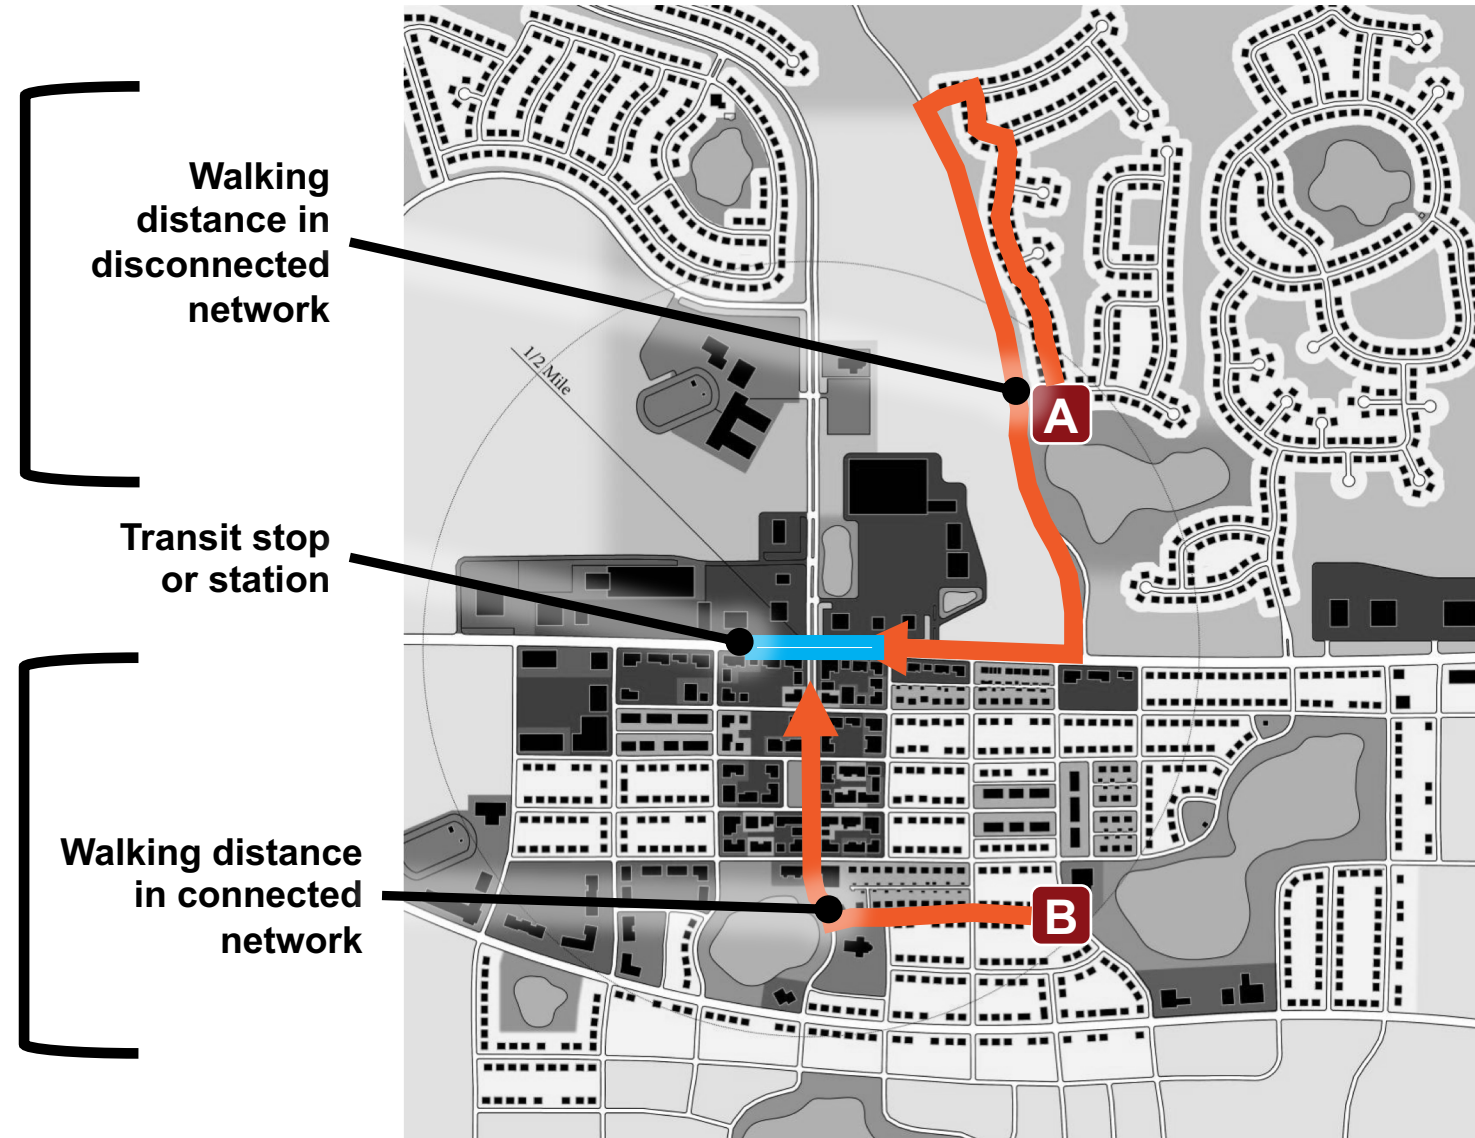 Walking
distance in
disconnected
network
1/2 Mile
A
Transit stop
or station
Walking distance
in connected
network
B